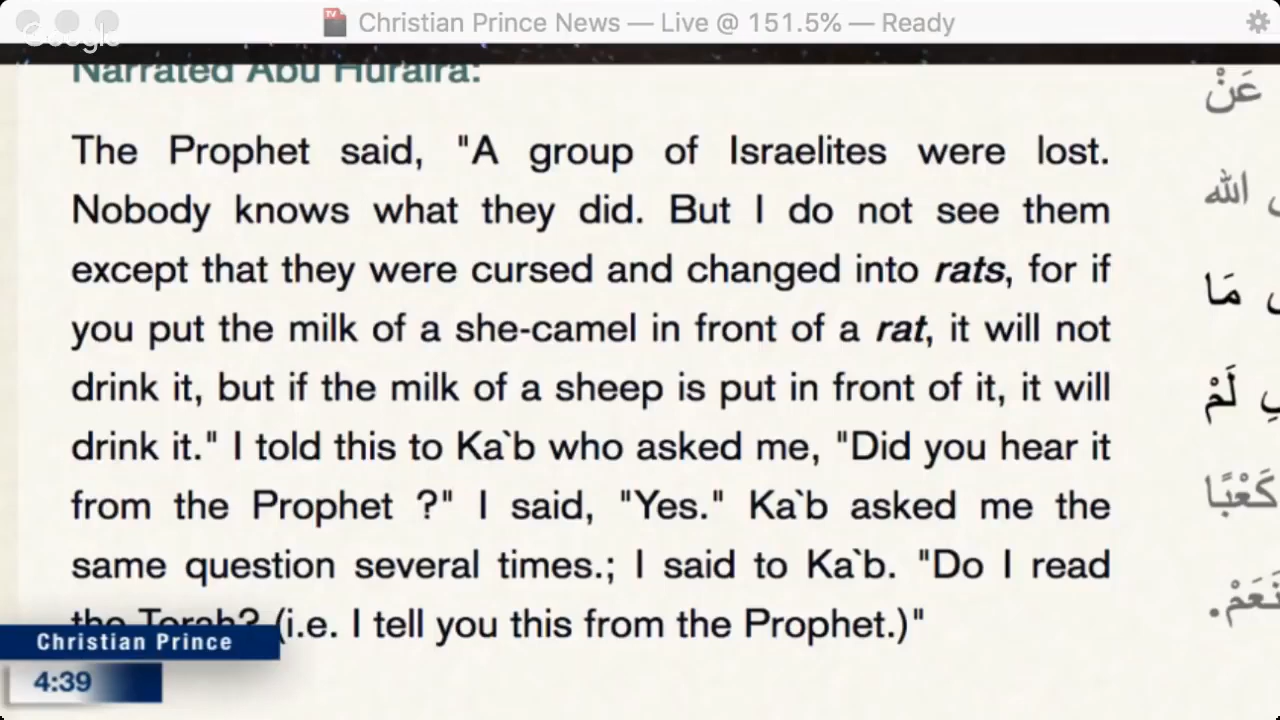 Christian Prince News — Live @ 151.5% — Ready
Google
Narrated Abu Huraira:
The Prophet said, "A group of Israelites were lost.
Nobody knows what they did. But I do not see them
except that they were cursed and changed into rats, for if
you put the milk of a she-camel in front of a rat, it will not
drink it, but if the milk of a sheep is put in front of it, it will
drink it." I told this to Ka`b who asked me, "Did you hear it
from the Prophet ?" I said, "Yes." Ka`b asked me the
same question several times.; I said to Ka`b. "Do I read
the Torah? (i.e. I tell you this from the Prophet.)"
عَنْ
الله
مَا
لَمْ
كَعْبًا
نَعَمْ.
Christian Prince
4:39